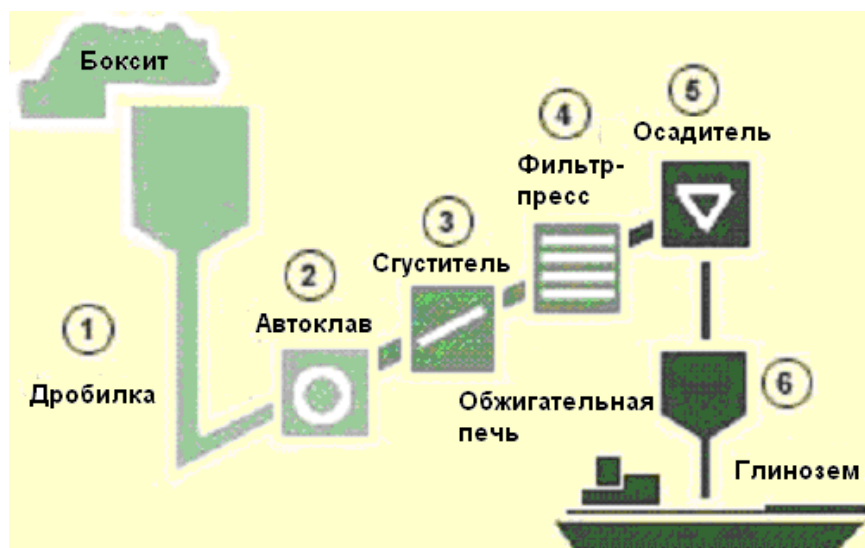 Боксит
1
Дробилка
2
Автоклав
3
Сгуститель
4
Фильтр-
пресс
5
Осадитель
6
Обжигательная
печь
Глинозем